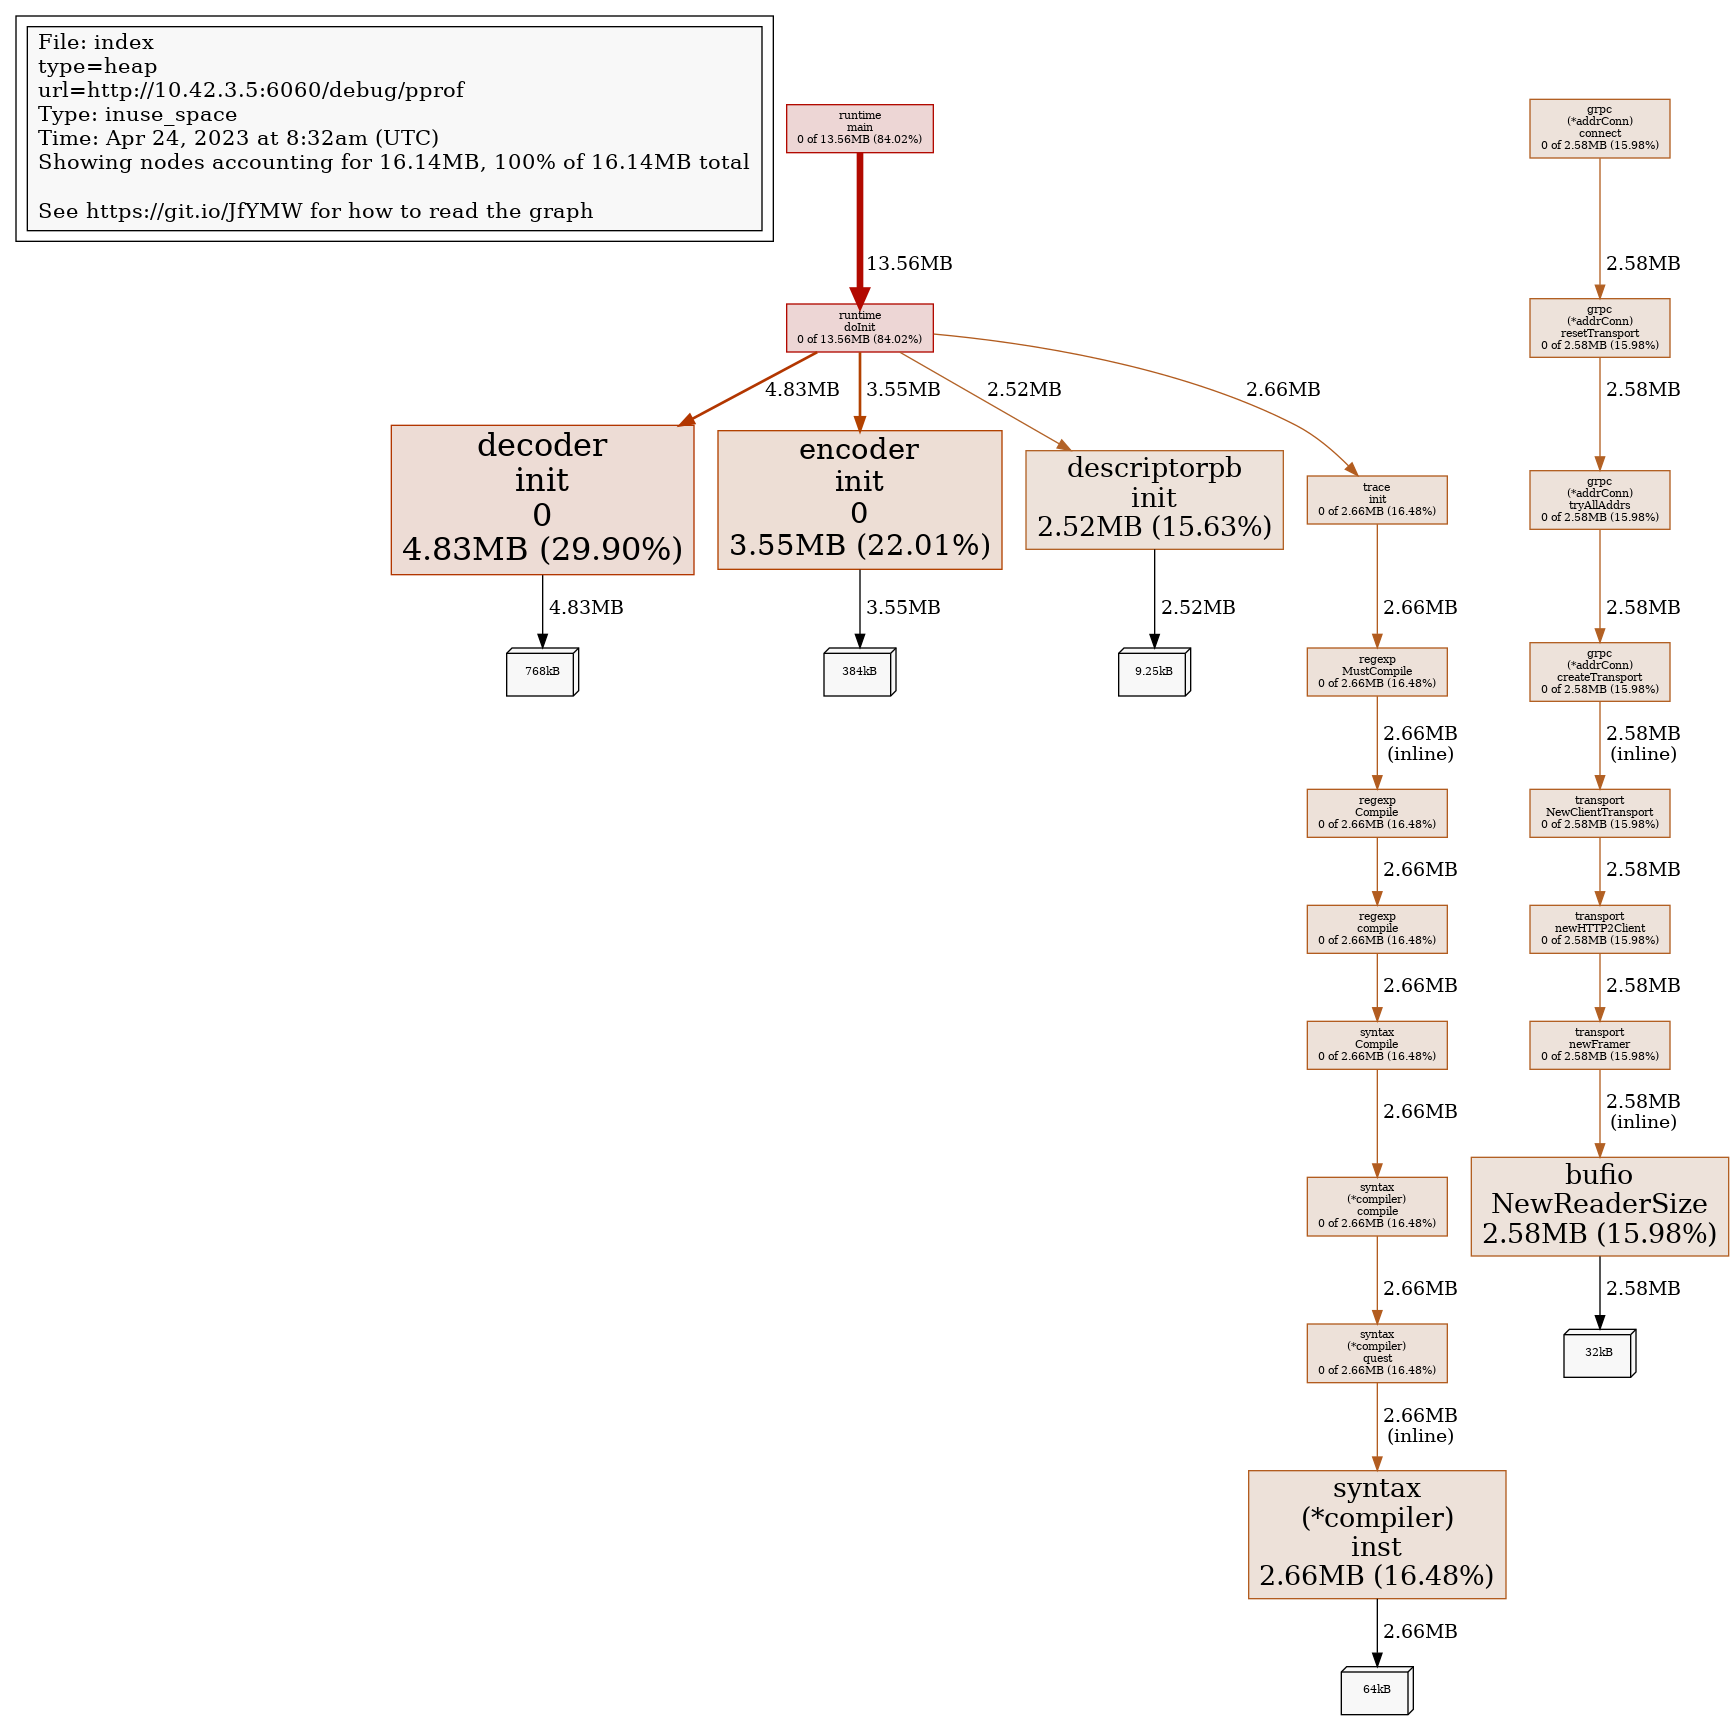 File: index
type=heap
url=http://10.42.3.5:6060/debug/pprof
Type: inuse_space
Time: Apr 24, 2023 at 8:32am (UTC)
Showing nodes accounting for 16.14MB, 100% of 16.14MB total
See https://git.io/JfYMW for how to read the graph
runtime
main
0 of 13.56MB (84.02%)
13.56MB
runtime
doInit
0 of 13.56MB (84.02%)
4.83MB
3.55MB
2.52MB
2.66MB
decoder
init
0
4.83MB (29.90%)
4.83MB
768kB
encoder
init
0
3.55MB (22.01%)
3.55MB
384kB
descriptorpb
init
2.52MB (15.63%)
2.52MB
9.25kB
trace
init
0 of 2.66MB (16.48%)
2.66MB
regexp
MustCompile
0 of 2.66MB (16.48%)
2.66MB
(inline)
regexp
Compile
0 of 2.66MB (16.48%)
2.66MB
regexp
compile
0 of 2.66MB (16.48%)
2.66MB
syntax
Compile
0 of 2.66MB (16.48%)
2.66MB
syntax
(*compiler)
compile
0 of 2.66MB (16.48%)
2.66MB
syntax
(*compiler)
quest
0 of 2.66MB (16.48%)
2.66MB
(inline)
syntax
(*compiler)
inst
2.66MB (16.48%)
2.66MB
64kB
grpc
(*addrConn)
connect
0 of 2.58MB (15.98%)
2.58MB
grpc
(*addrConn)
resetTransport
0 of 2.58MB (15.98%)
2.58MB
grpc
(*addrConn)
tryAllAddrs
0 of 2.58MB (15.98%)
2.58MB
grpc
(*addrConn)
createTransport
0 of 2.58MB (15.98%)
2.58MB
(inline)
transport
NewClientTransport
0 of 2.58MB (15.98%)
2.58MB
transport
newHTTP2Client
0 of 2.58MB (15.98%)
2.58MB
transport
newFramer
0 of 2.58MB (15.98%)
2.58MB
(inline)
bufio
NewReaderSize
2.58MB (15.98%)
2.58MB
32kB